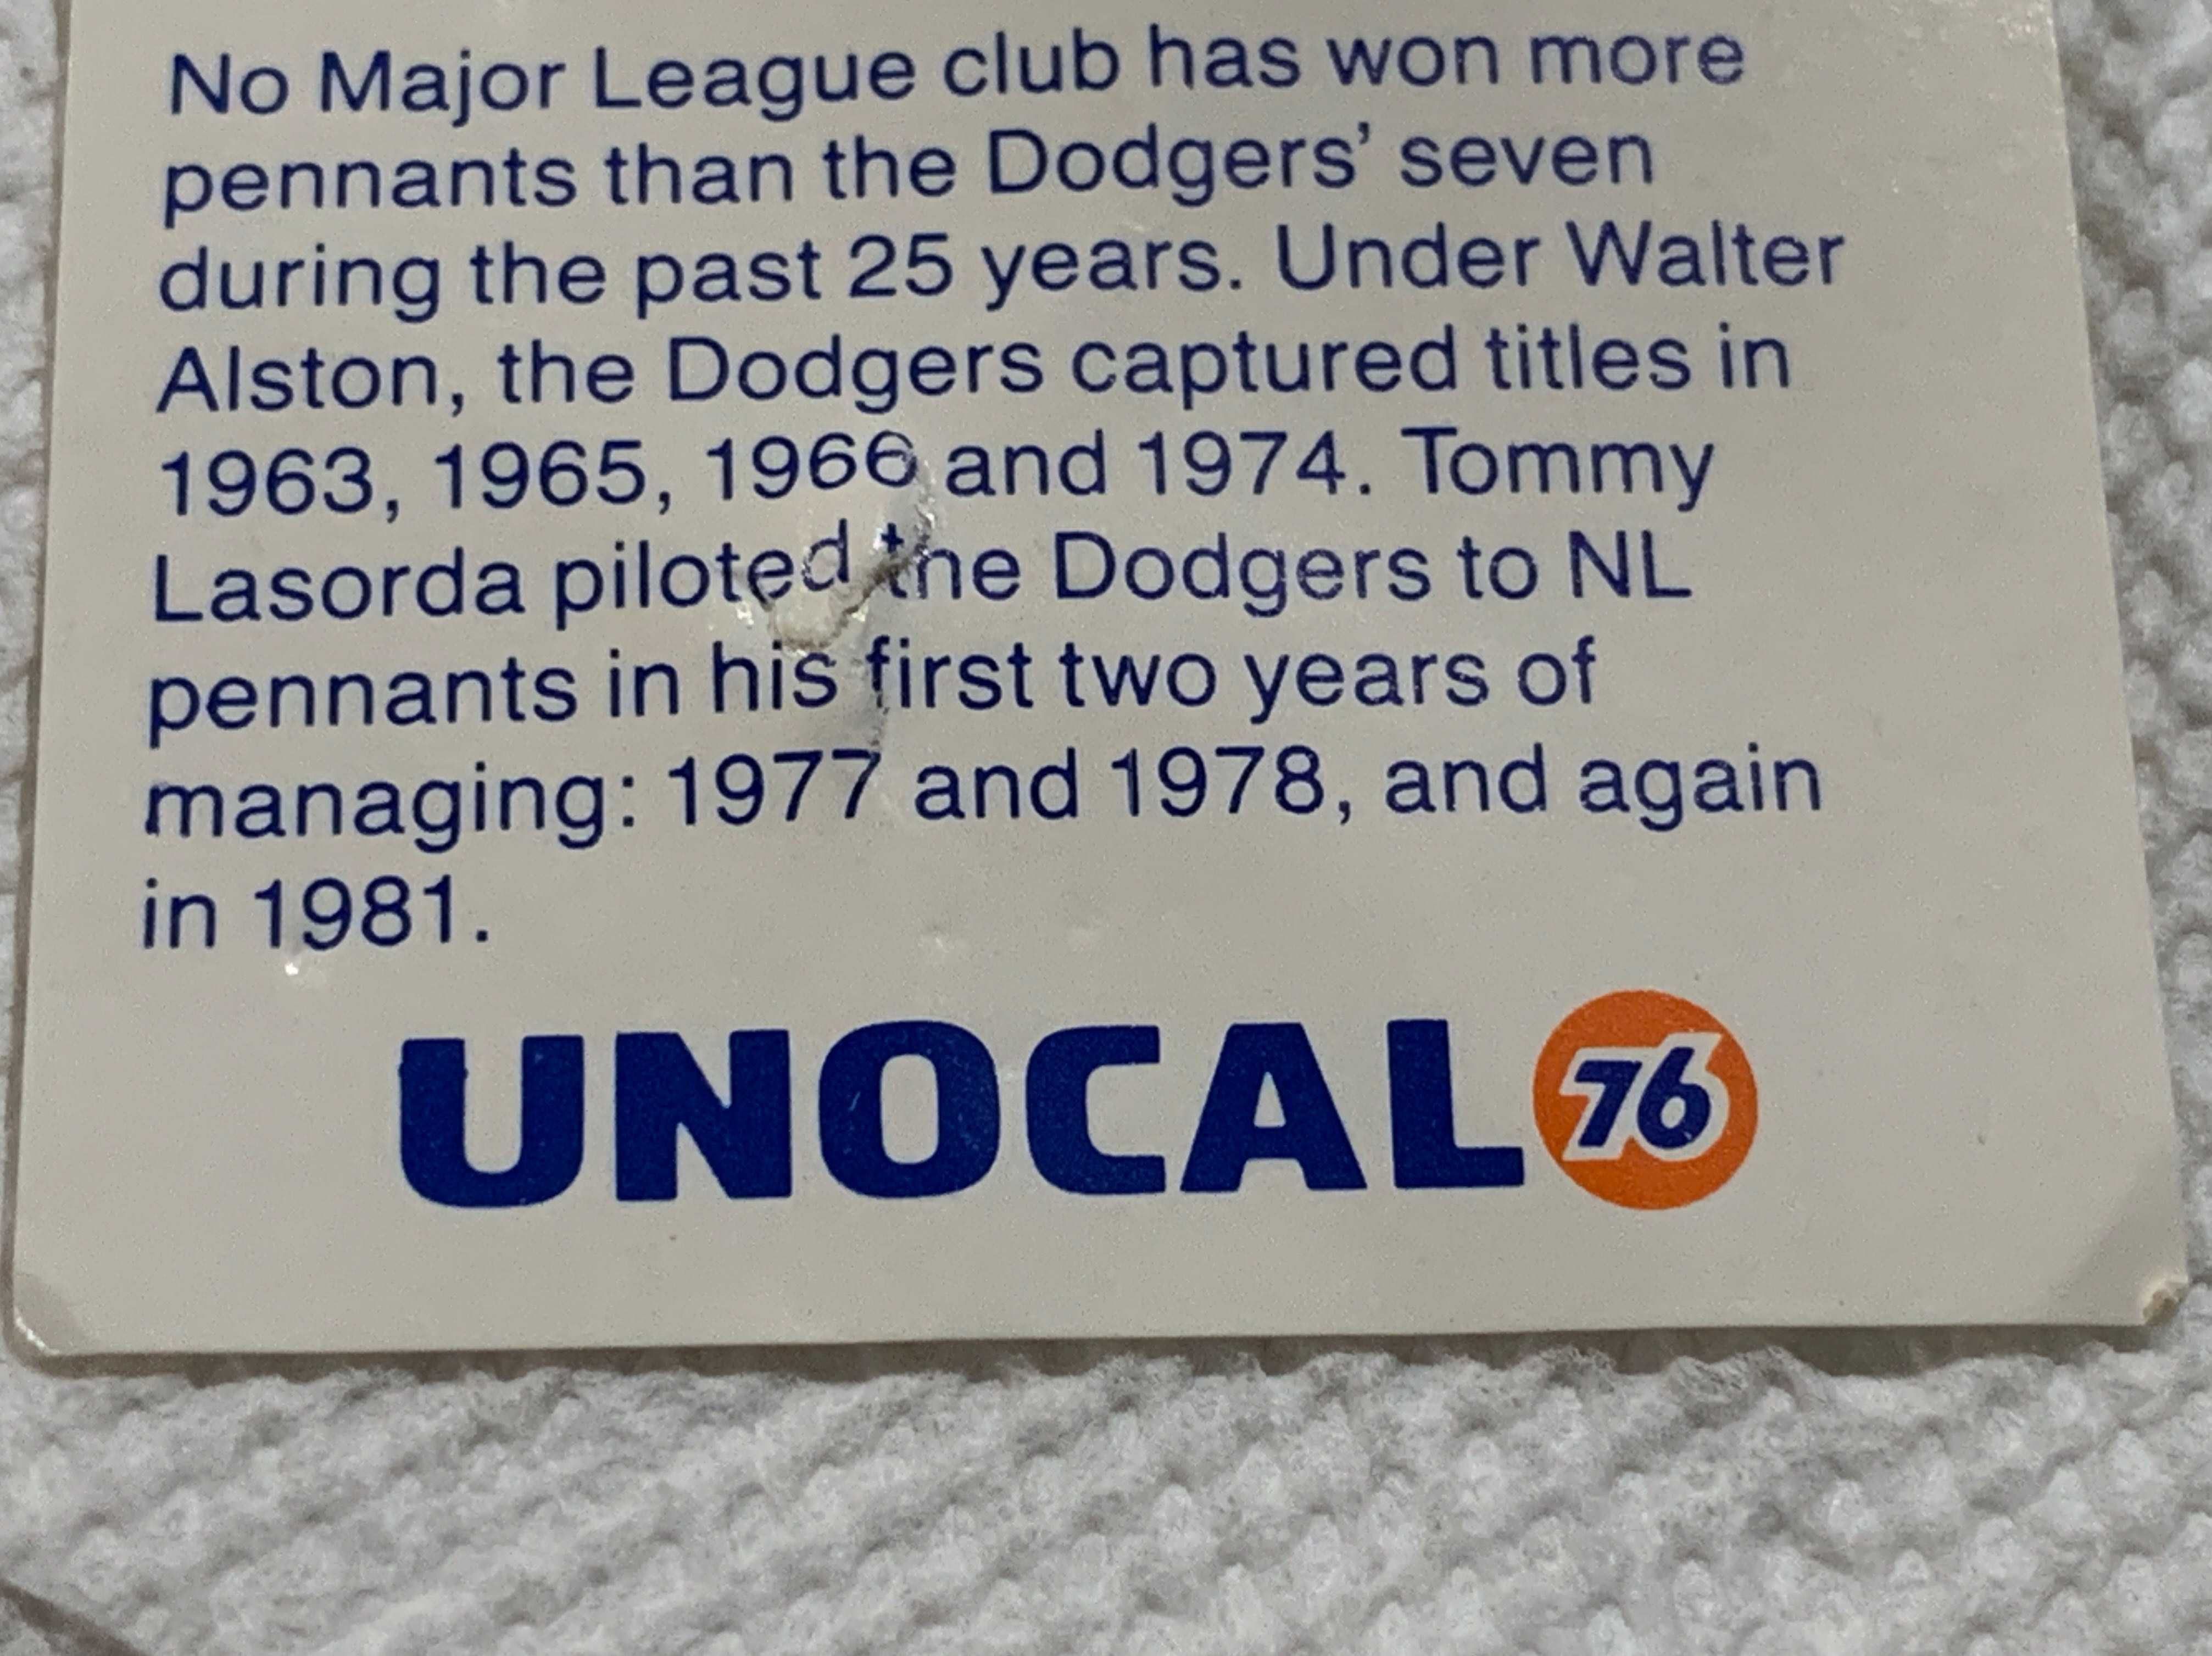 No Major League club has won more
pennants than the Dodgers’ seven
during the past 25 years. Under Walter
Alston, the Dodgers captured titles in
1963, 1965, 1966 and 1974. Tommy
Lasorda piloted the Dodgers to NL
pennants in his first two years of
managing: 1977 and 1978, and again
in 1981.
UNOCAL 76